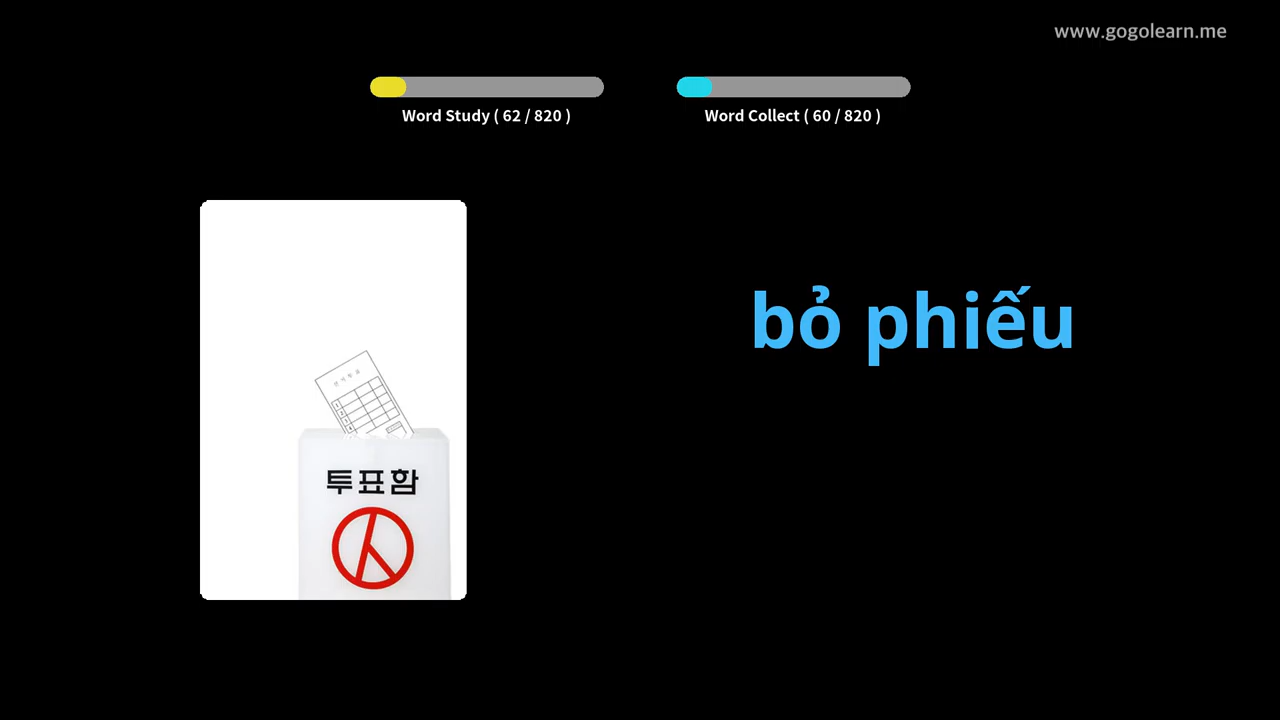 www.gogolearn.me
Word Study ( 62 / 820 )
Word Collect ( 60 / 820 )
bỏ phiếu
투표함